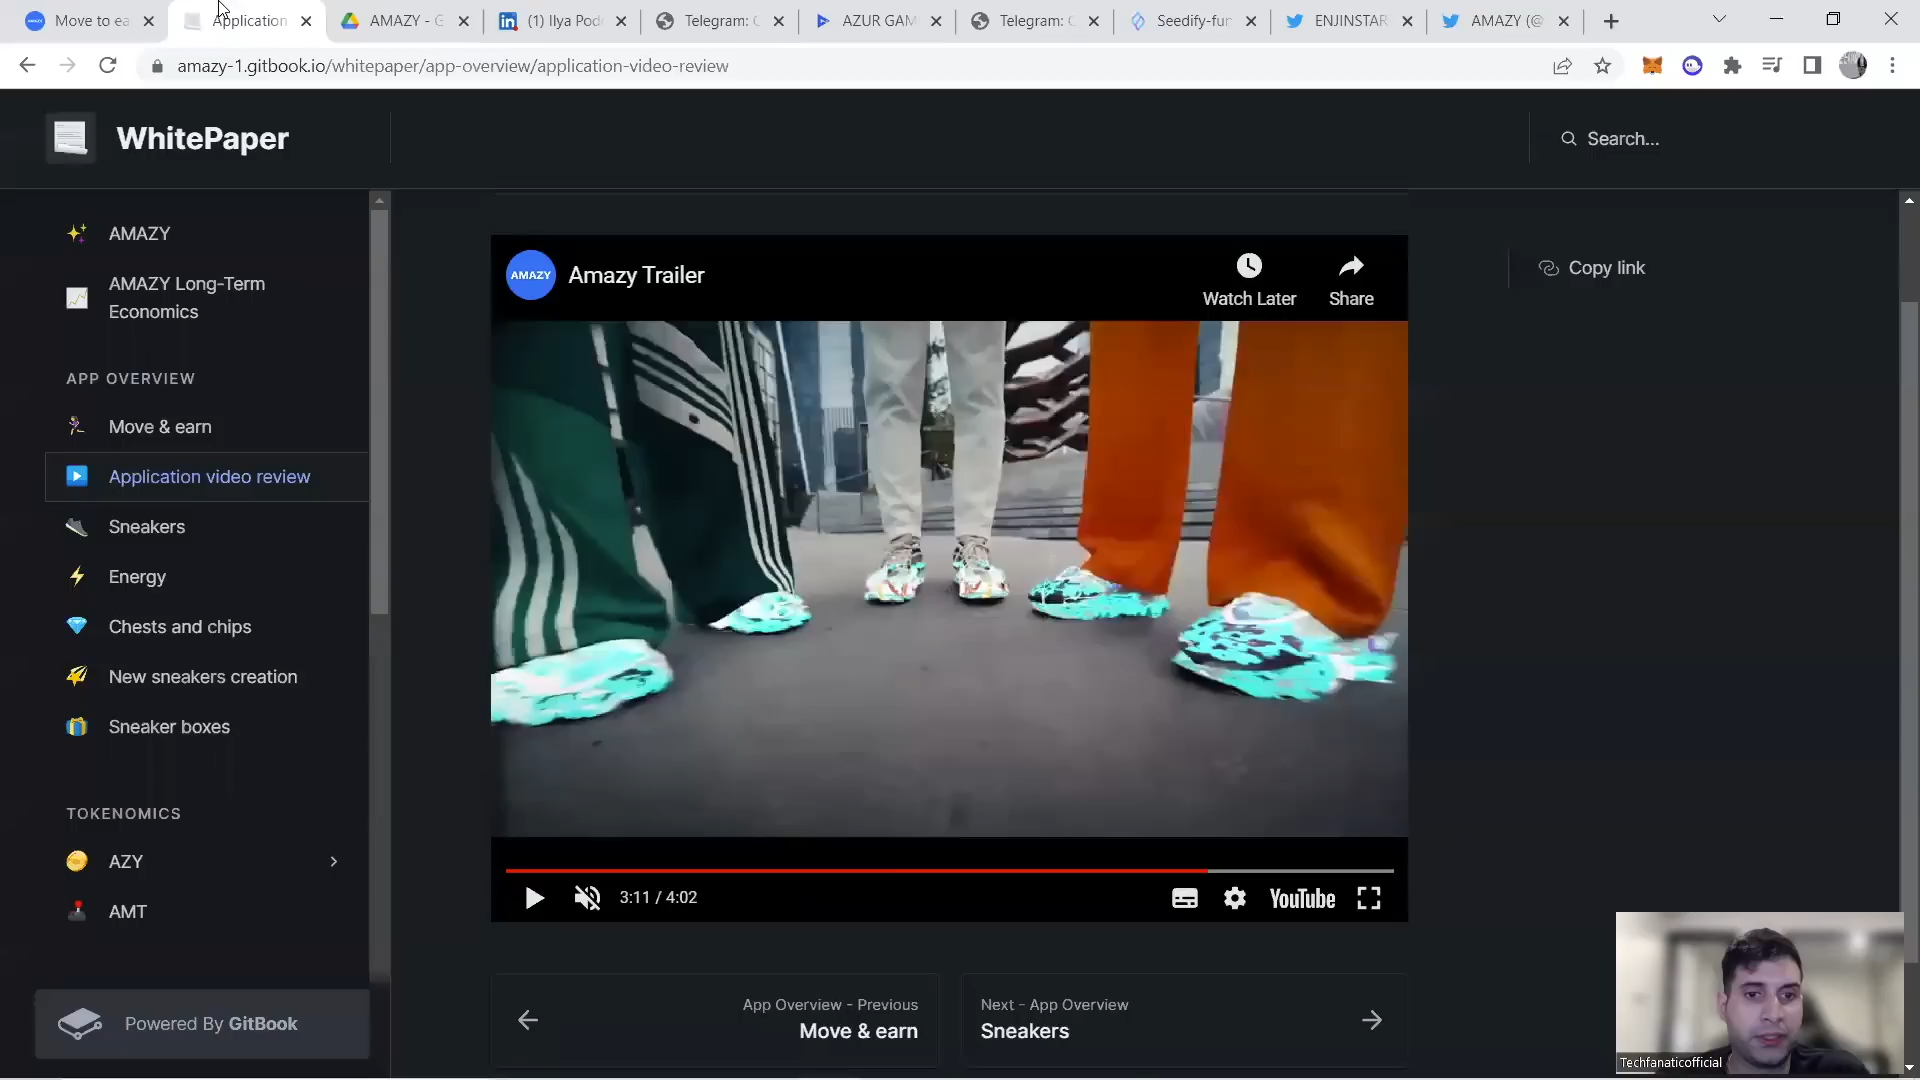 Move to ea
Application
AMAZY - G
(1) Ilya Pod
Telegram: C
AZUR GAM
Telegram: C
Seedify-fun
ENJINSTAR
AMAZY (@
amazy-1.gitbook.io/whitepaper/app-overview/application-video-review
WhitePaper
Search...
AMAZY
AMAZY Long-Term
Economics
APP OVERVIEW
Move & earn
Application video review
Sneakers
Energy
Chests and chips
New sneakers creation
Sneaker boxes
TOKENOMICS
AZY
AMT
Powered By GitBook
AMAZY
Amazy Trailer
Watch Later
Share
3:11 / 4:02
YouTube
App Overview - Previous
Move & earn
Next - App Overview
Sneakers
Copy link
Techfanaticofficial